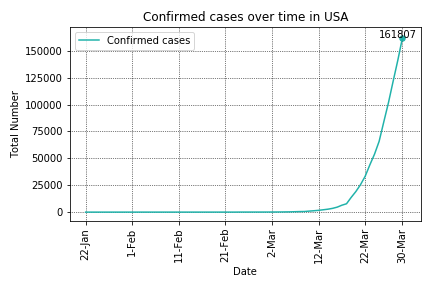 Confirmed cases over time in USA
161807
Confirmed cases
150000
125000
100000
75000
50000
25000
0
Total Number
22-Jan
1-Feb
11-Feb
21-Feb
2-Mar
12-Mar
22-Mar
30-Mar
Date